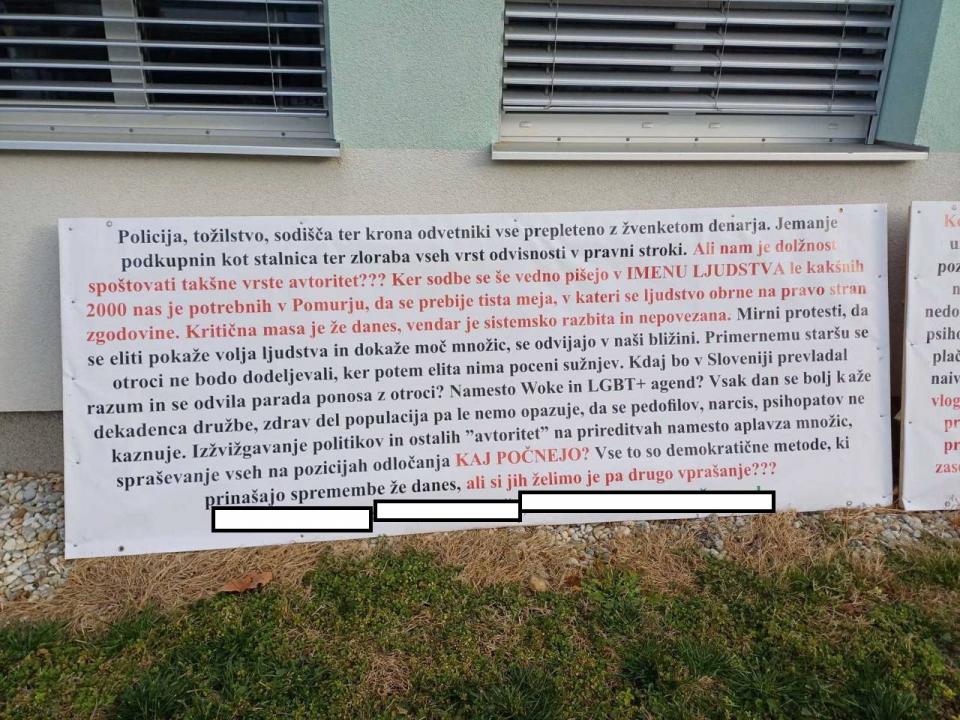 Policija, tožilstvo, sodišča ter krona odvetniki vse prepleteno z žvenketom denarja. Jemanje
podkupnin kot stalnica ter zloraba vseh vrst odvisnosti v pravni stroki. Ali nam je dolžnost
spoštovati takšne vrste avtoritet??? Ker sodbe se še vedno pišejo v IMENU LJUDSTVA le kakšnih
2000 nas je potrebnih v Pomurju, da se prebije tista meja, v kateri se ljudstvo obrne na pravo stran
zgodovine. Kritična masa je že danes, vendar je sistemsko razbita in nepovezana. Mirni protesti, da
se eliti pokaže volja ljudstva in dokaže moč množic, se odvijajo v naši bližini. Primernemu staršu se
otroci ne bodo dodeljevali, ker potem elita nima poceni sužnjev. Kdaj bo v Sloveniji prevladal
razum in se odvila parada ponosa z otroci? Namesto Woke in LGBT+ agend? Vsak dan se bolj kaže
dekadenca družbe, zdrav del populacija pa le nemo opazuje, da se pedofilov, narcis, psihopatov ne
kaznuje. Izžvižgavanje politikov in ostalih ”avtoritet” na prireditvah namesto aplavza množic,
spraševanje vseh na pozicijah odločanja KAJ POČNEJO? Vse to so demokratične metode, ki
prinašajo spremembe že danes, ali si jih želimo je pa drugo vprašanje???